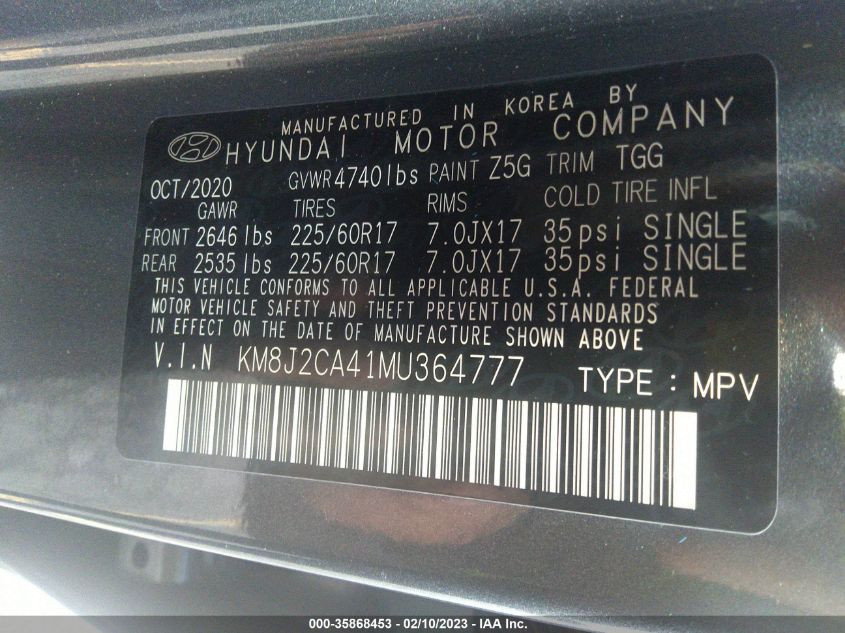 MANUFACTURED IN KOREA BY
HYUNDAI MOTOR COMPANY
OCT/2020 GVWR 4740lbs PAINT Z5G TRIM TGG
GAWR TIRES RIMS COLD TIRE INFL
FRONT 2646lbs 225/60R17 7.0JX17 35psi SINGLE
REAR 2535lbs 225/60R17 7.0JX17 35psi SINGLE
THIS VEHICLE CONFORMS TO ALL APPLICABLE U.S.A. FEDERAL
MOTOR VEHICLE SAFETY AND THEFT PREVENTION STANDARDS
IN EFFECT ON THE DATE OF MANUFACTURE SHOWN ABOVE
V.I.N KM8J2CA41MU364777 TYPE : MPV
000-35868453 - 02/10/2023 - IAAI Inc.